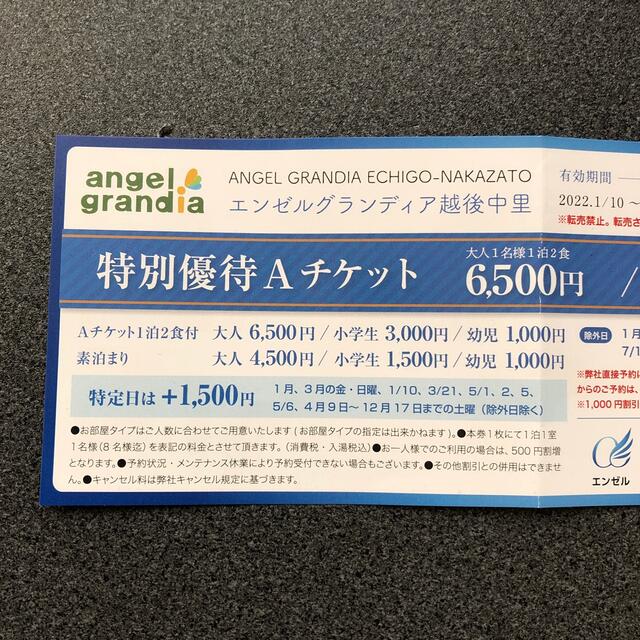 angel
grandia
ANGEL GRANDIA ECHIGO-NAKAZATO
エンゼルグランディア越後中里
有効期間
2022.1/10〜
※転売禁止。転売さ
特別優待Aチケット
大人1名様1泊2食
6,500円 /
Aチケット1泊2食付 大人 6,500円 / 小学生 3,000円 / 幼児 1,000円
素泊まり 大人 4,500円 / 小学生 1,500円 / 幼児 1,000円
除外日 1月
7/1
特定日は+1,500円
1月、3月の金・日曜、1/10、3/21、5/1、2、5、
5/6、4月9日〜12月17日までの土曜(除外日除く)
※弊社直接予約に
からのご予約は、
※1,000円割引
●お部屋タイプはご人数に合わせてご用意いたします(お部屋タイプの指定は出来かねます)。●本券1枚にて1泊1室
1名様(8名様迄)を表記の料金とさせて頂きます。(消費税・入湯税込)●お一人様でのご利用の場合は、500円割増
となります。●予約状況・メンテナンス休業により予約受付できない場合もございます。●その他割引との併用はできませ
ん。●キャンセル料は弊社キャンセル規定に基づきます。
エンゼル